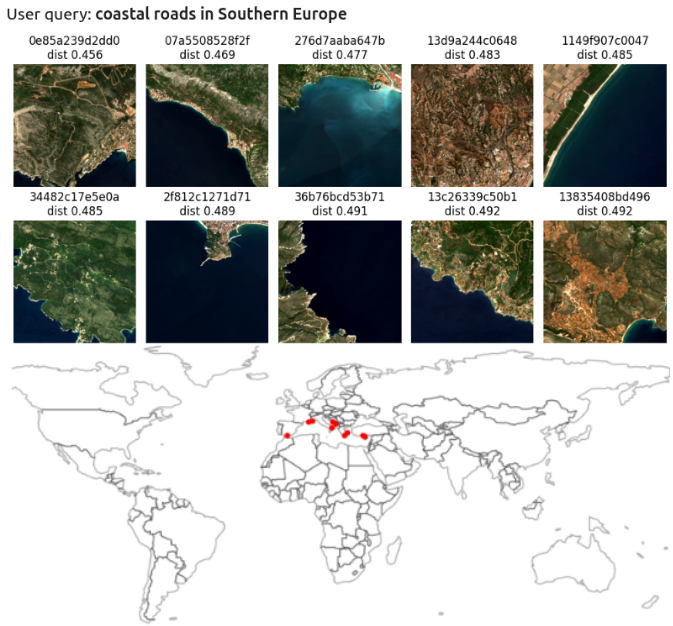 User query: coastal roads in Southern Europe
0e85a239d2dd0 07a5508528f2f 276d7aaba647b 13d9a244c0648 1149f907c0047
dist 0.456 dist 0.469 dist 0.477 dist 0.483 dist 0.485
34482c17e5e0a 2f812c1271d71 36b76bcd53b71 13c26339c50b1 13835408bd496
dist 0.485 dist 0.489 dist 0.491 dist 0.492 dist 0.492